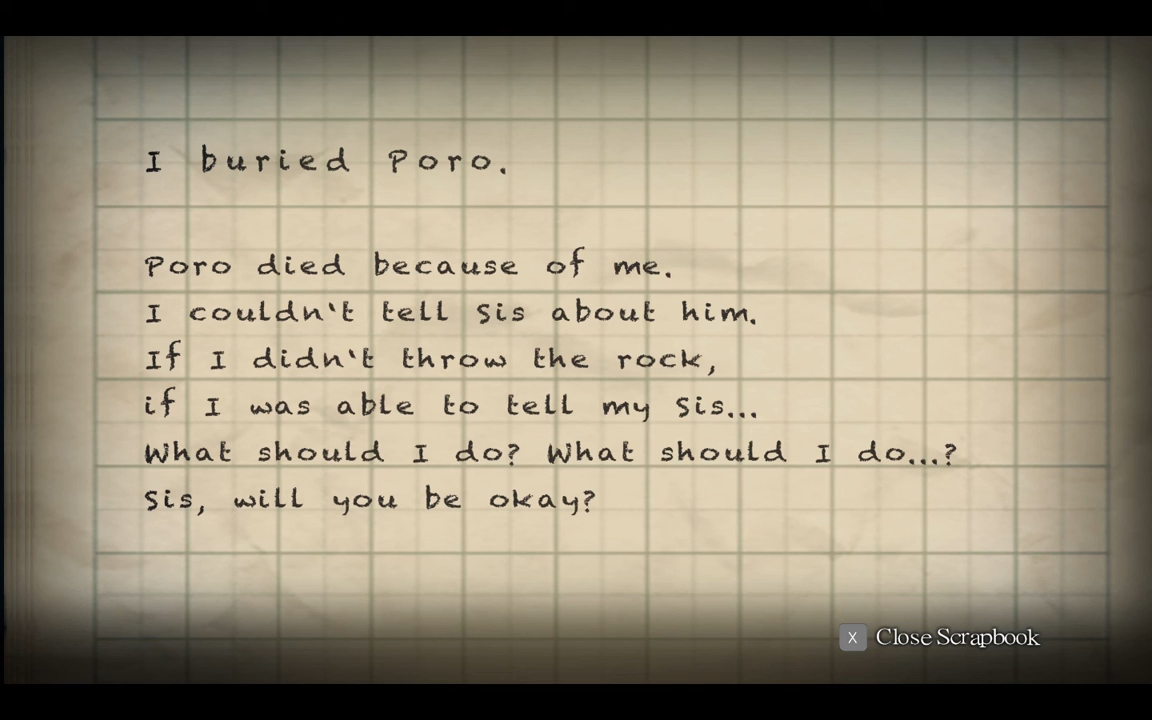 I buried Poro.
Poro died because of me.
I couldn't tell Sis about him.
If I didn't throw the rock,
if I was able to tell my Sis...
What should I do? What should I do...?
Sis, will you be okay?
X Close Scrapbook